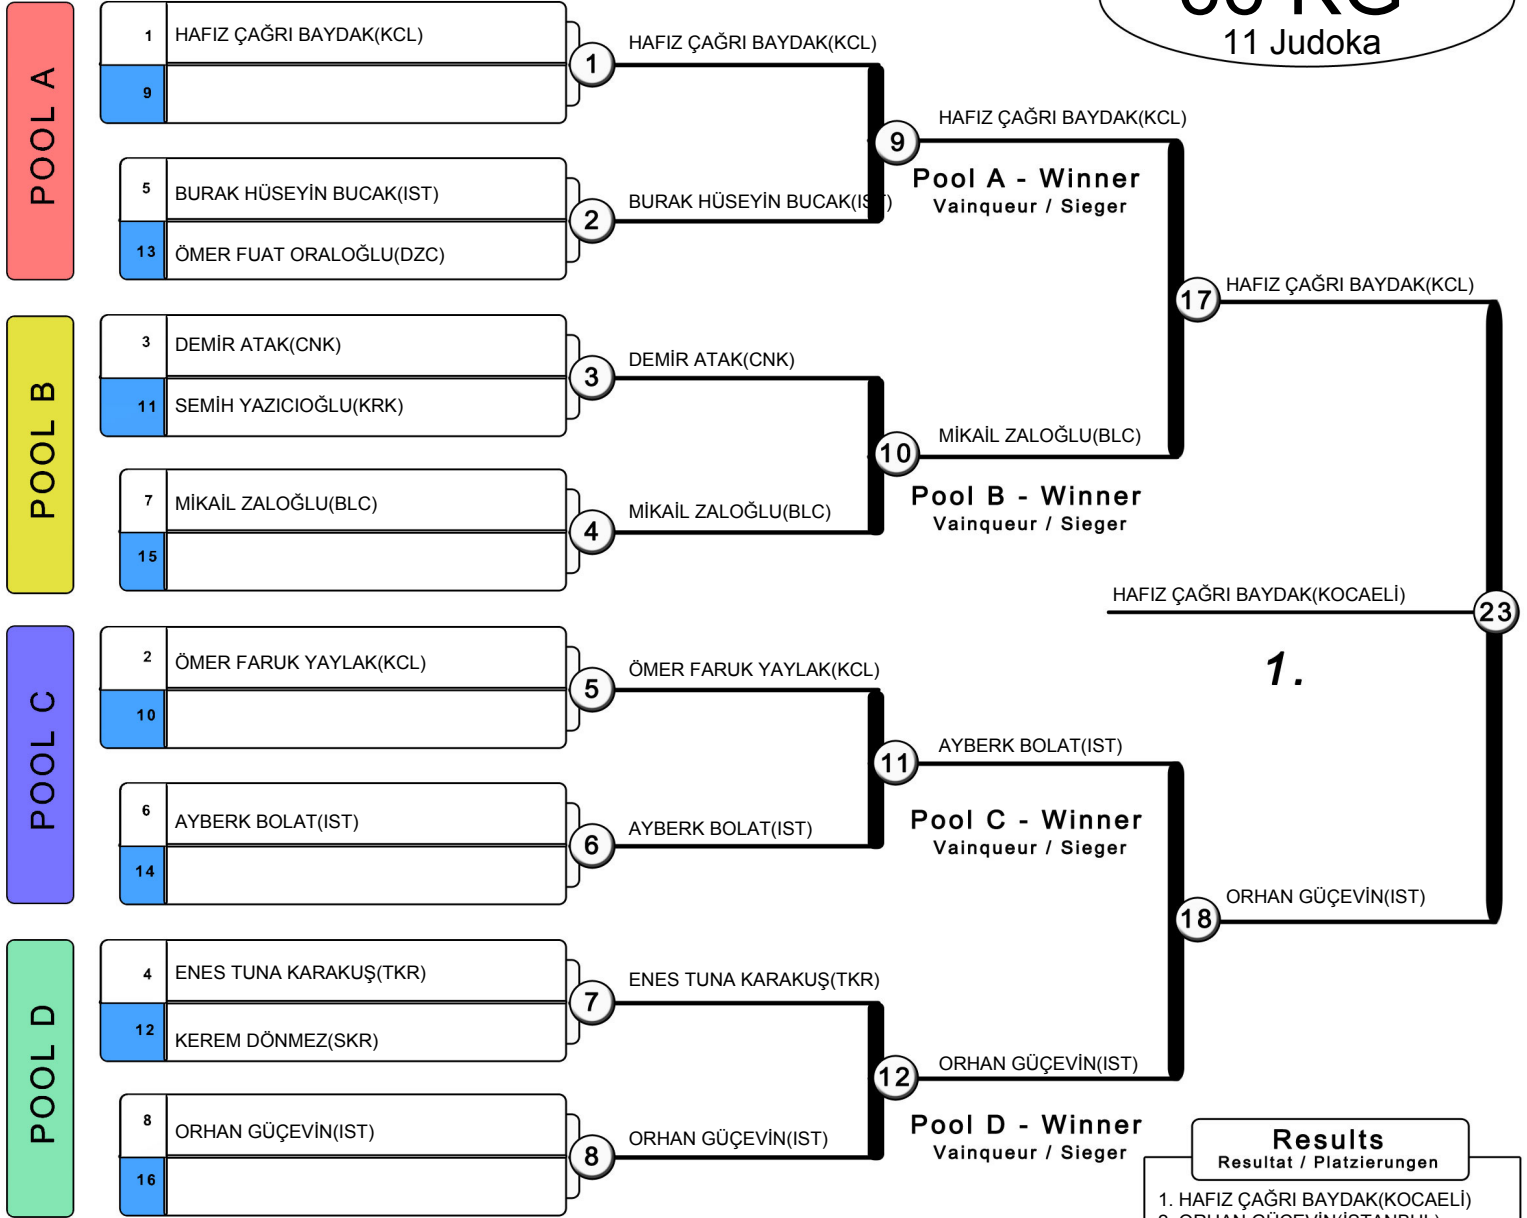 11 Judoka
POOL A
1 HAFIZ ÇAĞRI BAYDAK(KCL)
9
1
HAFIZ ÇAĞRI BAYDAK(KCL)
5 BURAK HÜSEYİN BUCAK(IST)
13 ÖMER FUAT ORALOĞLU(DZC)
2
BURAK HÜSEYİN BUCAK(IST)
9
HAFIZ ÇAĞRI BAYDAK(KCL)
Pool A - Winner
Vainqueur / Sieger
POOL B
3 DEMİR ATAK(CNK)
11 SEMİH YAZICIOĞLU(KRK)
3
DEMİR ATAK(CNK)
7 MİKAİL ZALOĞLU(BLC)
15
4
MİKAİL ZALOĞLU(BLC)
10
MİKAİL ZALOĞLU(BLC)
Pool B - Winner
Vainqueur / Sieger
17
HAFIZ ÇAĞRI BAYDAK(KCL)
HAFIZ ÇAĞRI BAYDAK(KOCAELİ)
23
1.
POOL C
2 ÖMER FARUK YAYLAK(KCL)
10
5
ÖMER FARUK YAYLAK(KCL)
6 AYBERK BOLAT(IST)
14
6
AYBERK BOLAT(IST)
11
AYBERK BOLAT(IST)
Pool C - Winner
Vainqueur / Sieger
POOL D
4 ENES TUNA KARAKUŞ(TKR)
12 KEREM DÖNMEZ(SKR)
7
ENES TUNA KARAKUŞ(TKR)
8 ORHAN GÜÇEVİN(IST)
16
8
ORHAN GÜÇEVİN(IST)
12
ORHAN GÜÇEVİN(IST)
Pool D - Winner
Vainqueur / Sieger
18
ORHAN GÜÇEVİN(IST)
Results
Resultat / Platzierungen
1. HAFIZ ÇAĞRI BAYDAK(KOCAELİ)